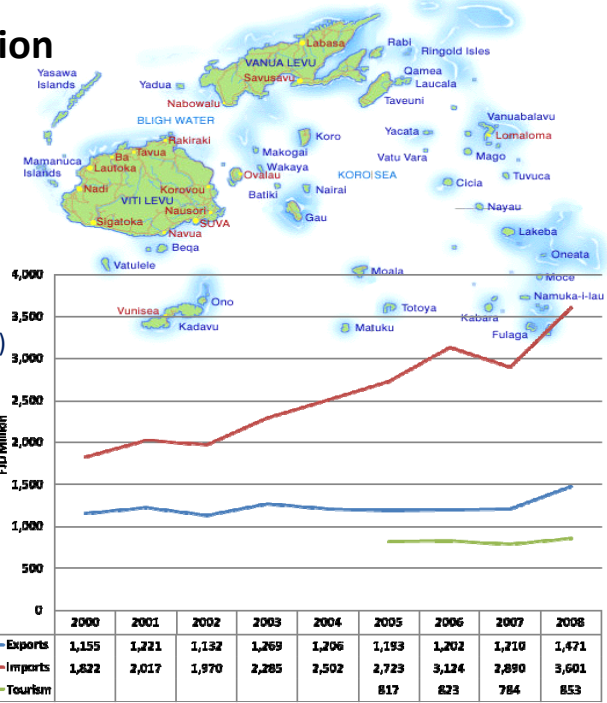 ion
Labasa
Rabi
Ringold Isles
VANUA LEVU
Yasawa
Islands
Yadua
Savusavu
Qamea
Laucala
Nabowalu
Taveuni
BLIGH WATER
Vanuabalavu
Rakiraki
Koro
Yacata
Lomaloma
Tavua
Ba
Makogai
Vatu Vara
Mago
Mamanuca
Islands
Lautoka
Wakaya
Ovalau
KORO SEA
Tuvuca
Nadi
Korovou
Batiki
Nairai
Cicia
VITI LEVU
Nausori
Gau
Nayau
Sigatoka
SUVA
Navua
Lakeba
Beqa
Oneata
Vatulele
Moala
Moce
Ono
Namuka-i-lau
Vunisea
Totoya
Kabara
Kadavu
Matuku
Fulaga
)
4,000
3,500
3,000
2,500
2,000
1,500
1,000
500
0
FJD Million
2000 2001 2002 2003 2004 2005 2006 2007 2008
Exports 1,155 1,221 1,132 1,269 1,206 1,193 1,202 1,210 1,471
Imports 1,822 2,017 1,970 2,285 2,502 2,723 3,124 2,890 3,601
Tourism 817 823 784 853